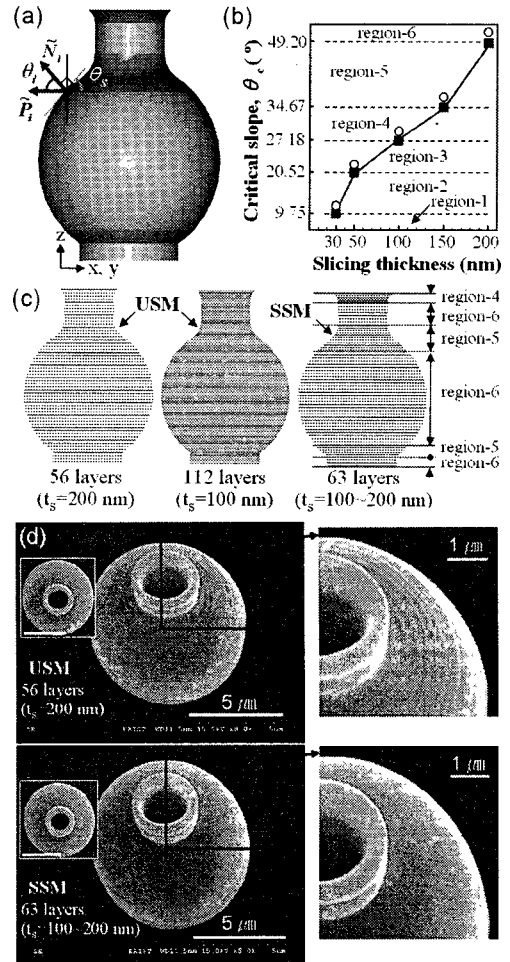 (a)
Ñᵢ
θᵢ
θₛ
P̃ᵢ
z
x, y
(b)
Critical slope, θ c (°)
49.20
34.67
27.18
20.52
9.75
region-6
region-5
region-4
region-3
region-2
region-1
30 50 100 150 200
Slicing thickness (nm)
(c)
USM
SSM
region-4
region-6
region-5
region-6
region-5
region-6
56 layers
(tₛ=200 nm)
112 layers
(tₛ=100 nm)
63 layers
(tₛ=100~200 nm)
(d)
USM
56 layers
(tₛ=200 nm)
5 μm
1 μm
SSM
63 layers
(tₛ=100~200 nm)
5 μm
1 μm